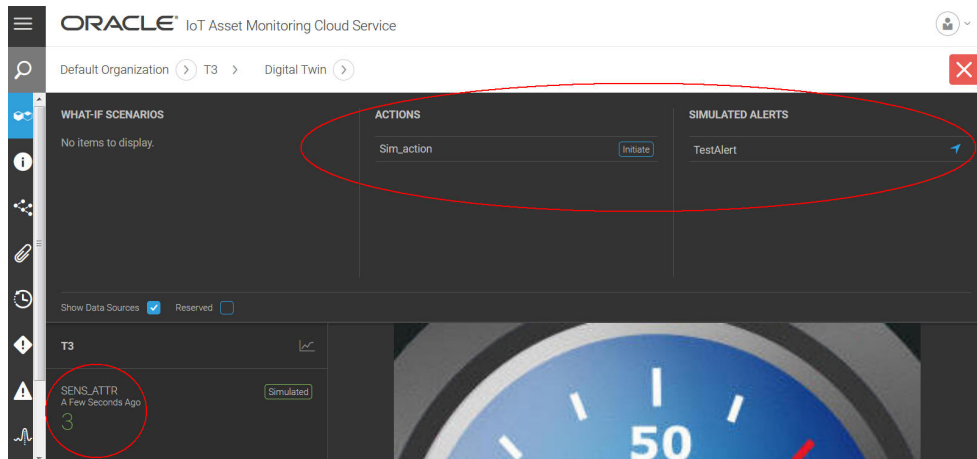 ORACLE® IoT Asset Monitoring Cloud Service
Default Organization > T3 > Digital Twin >
WHAT-IF SCENARIOS
No items to display.
ACTIONS
Sim_action Initiate
SIMULATED ALERTS
TestAlert
Show Data Sources Reserved
T3
SENS_ATTR Simulated
A Few Seconds Ago
3
50